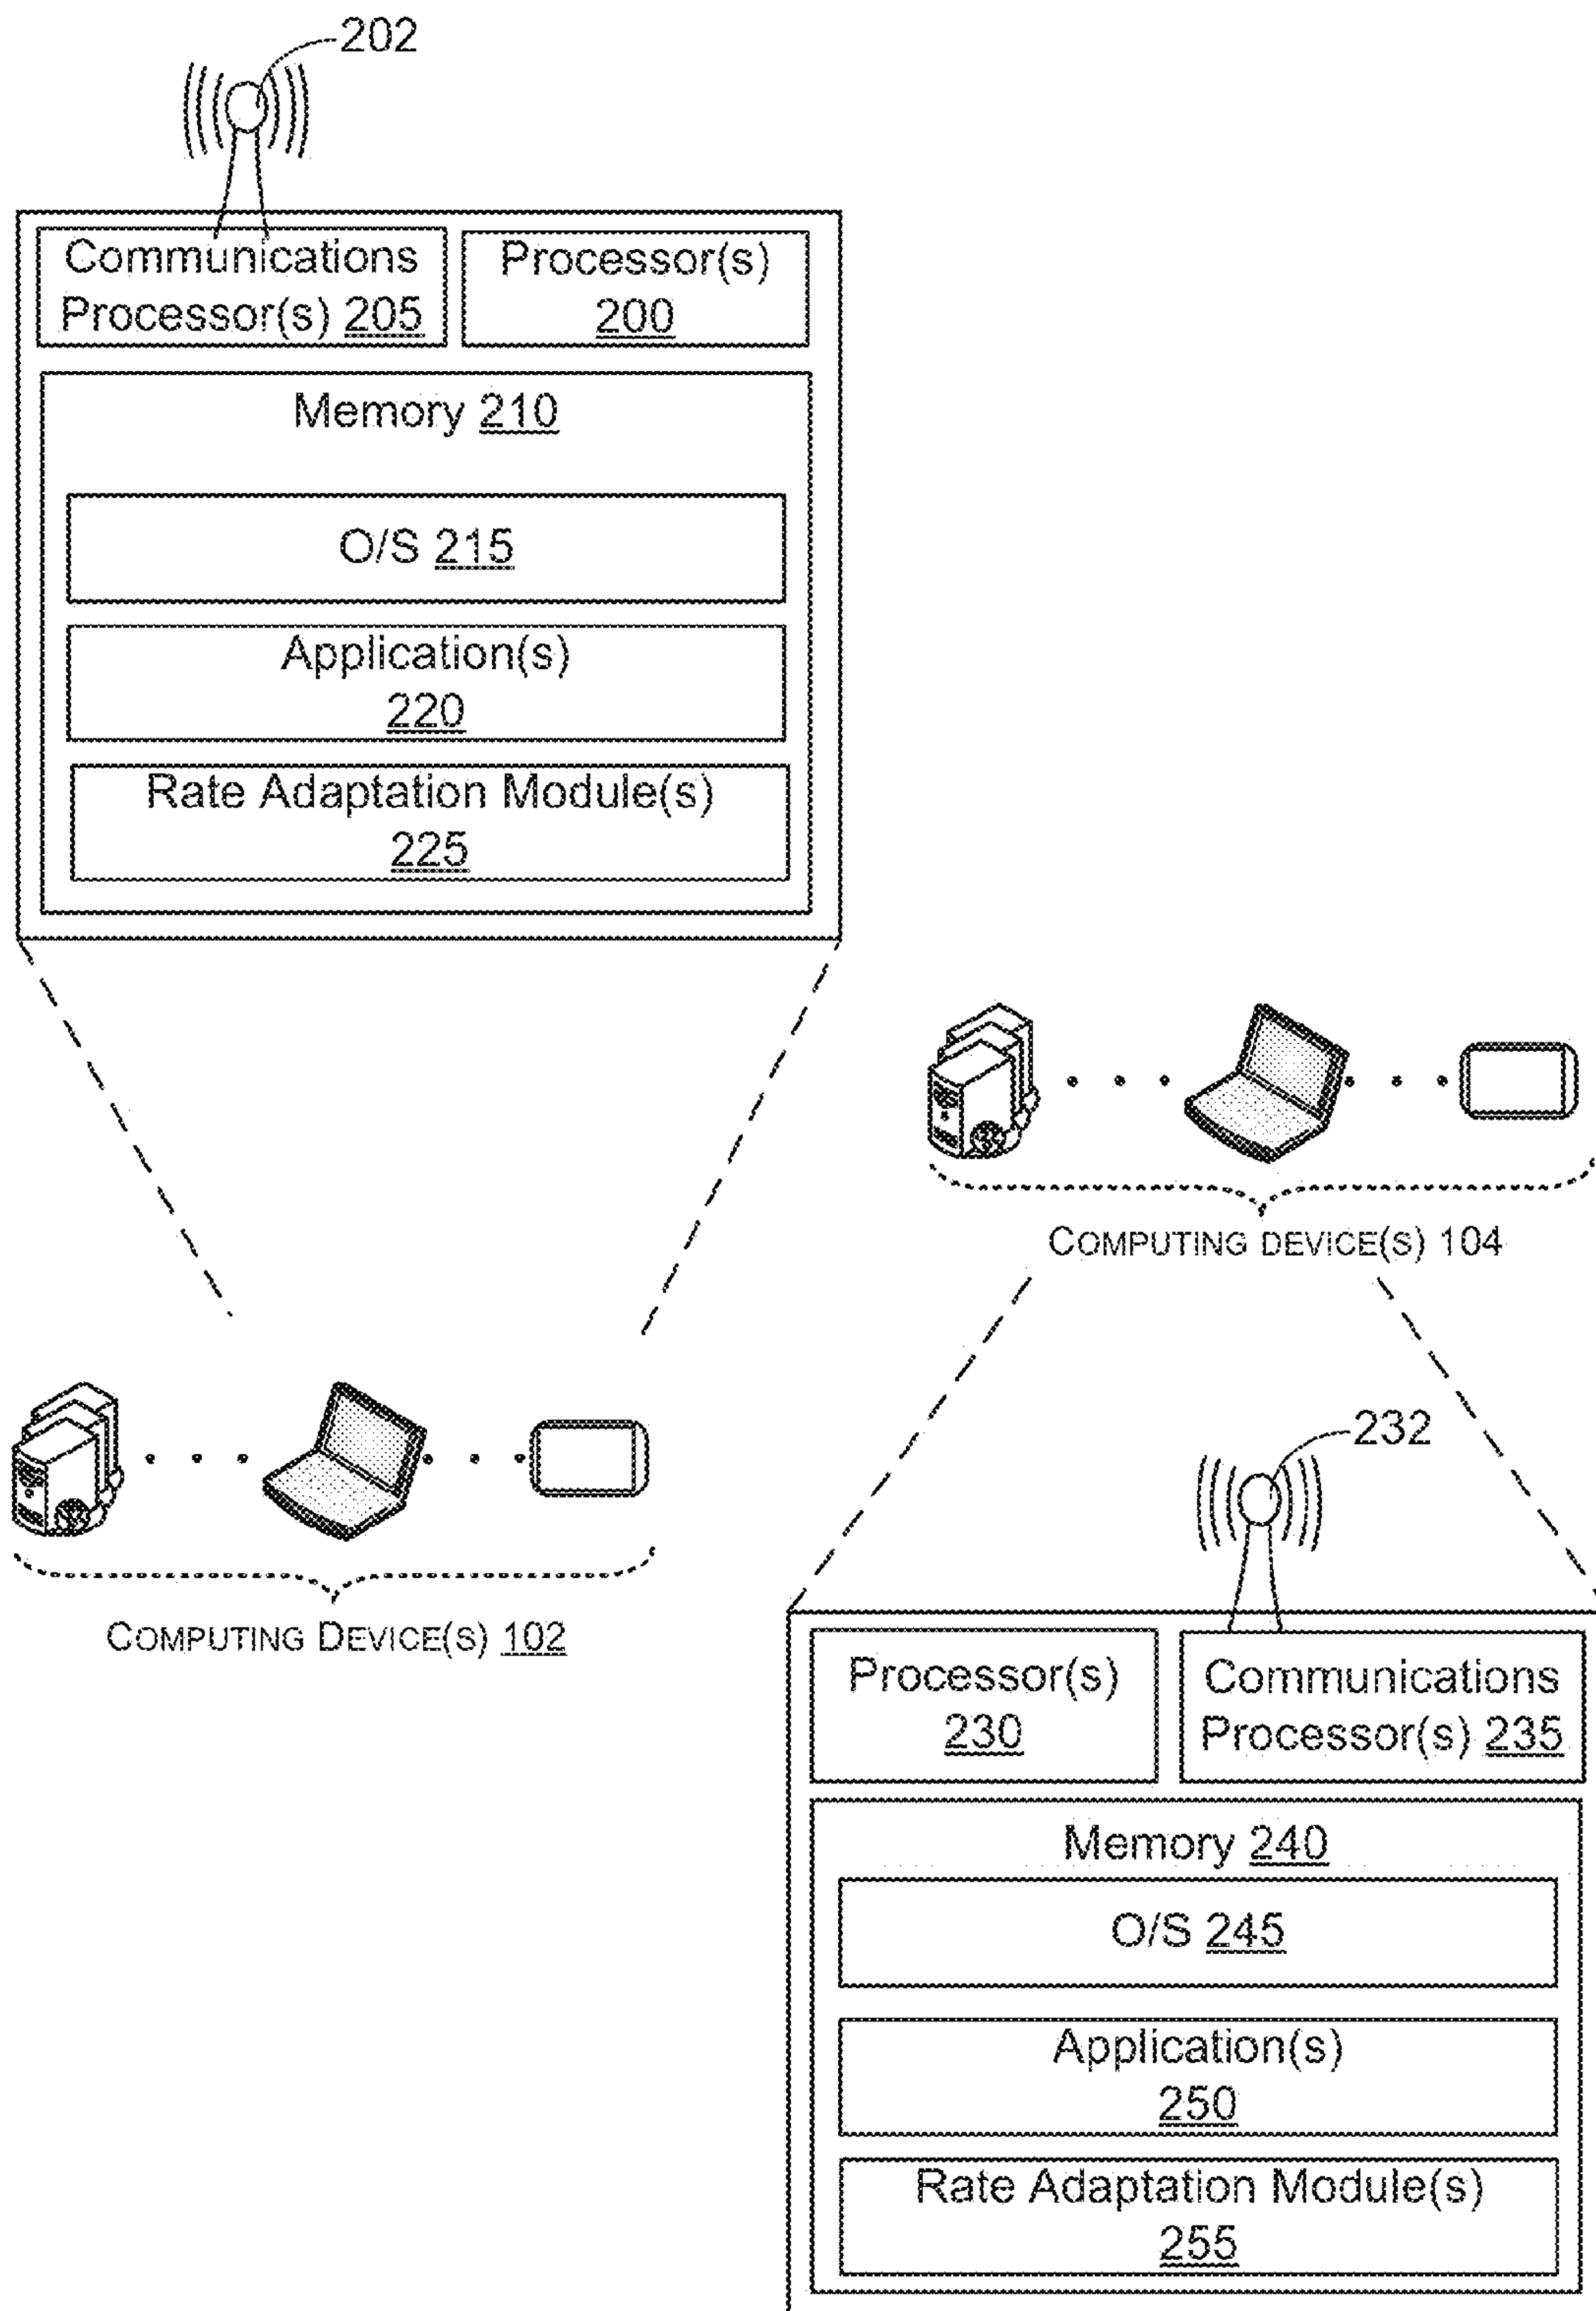 202
Communications
Processor(s) 205
Processor(s)
200
Memory 210
O/S 215
Application(s)
220
Rate Adaptation Module(s)
225
COMPUTING DEVICE(S) 104
COMPUTING DEVICE(S) 102
232
Processor(s)
230
Communications
Processor(s) 235
Memory 240
O/S 245
Application(s)
250
Rate Adaptation Module(s)
255